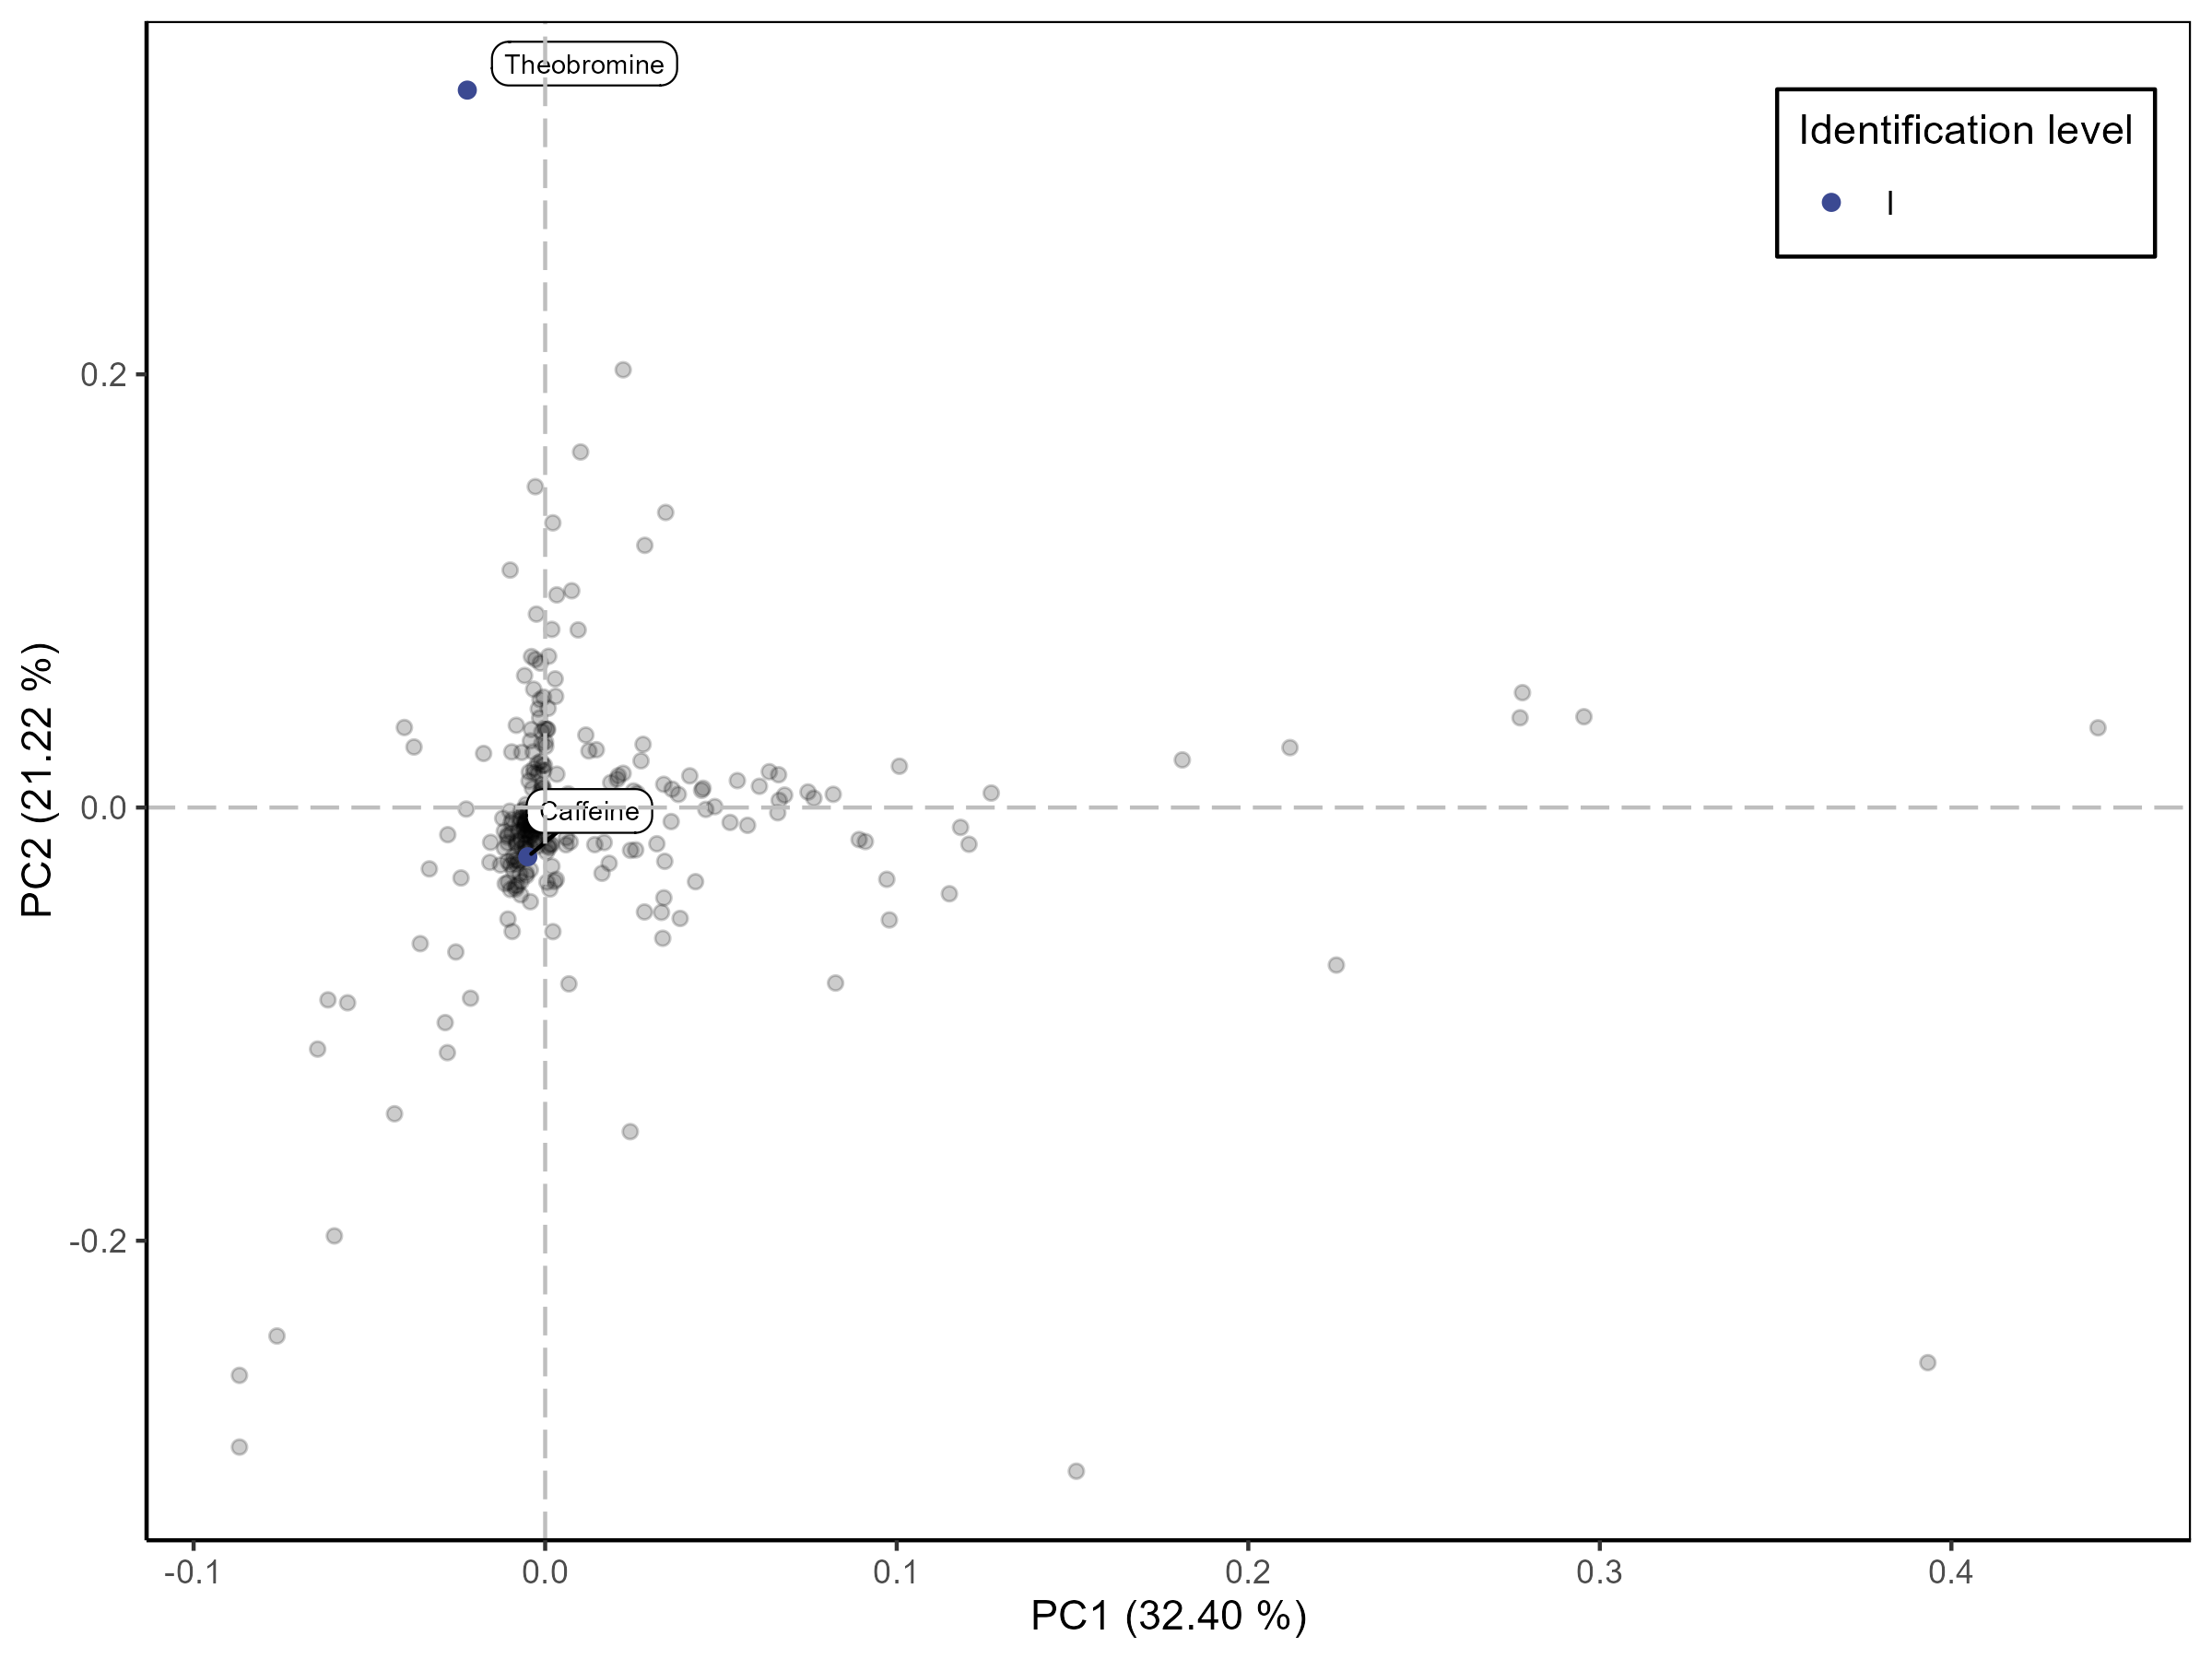 Theobromine
Identification level
I
0.2
PC2 (21.22 %)
0.0
Caffeine
-0.2
-0.1
0.0
0.1
0.2
0.3
0.4
PC1 (32.40 %)